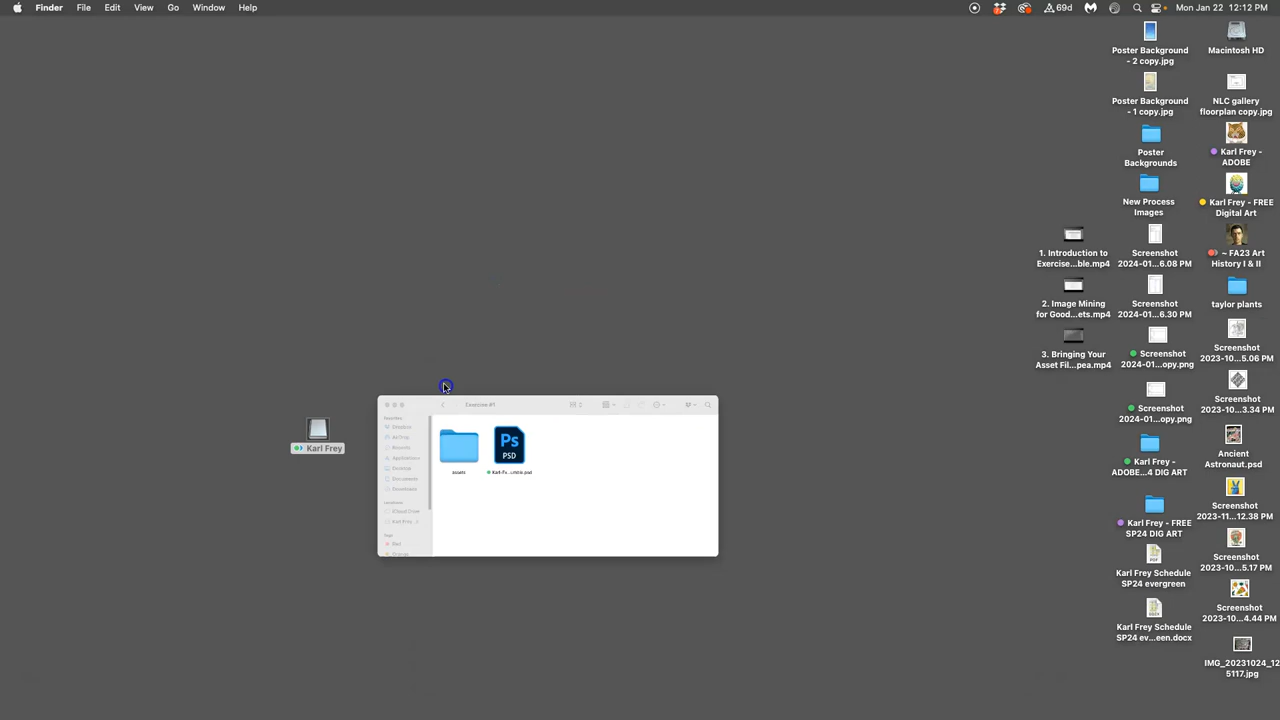 Finder File Edit View Go Window Help 69d Mon Jan 22 12:12 PM
Poster Background
- 2 copy.jpg
Macintosh HD
Poster Background
- 1 copy.jpg
NLC gallery
floorplan copy.jpg
Poster
Backgrounds
Karl Frey -
ADOBE
New Process
Images
Karl Frey - FREE
Digital Art
1. Introduction to
Exercise...ble.mp4
Screenshot
2024-01...6.08 PM
~ FA23 Art
History I & II
2. Image Mining
for Good...ets.mp4
Screenshot
2024-01...6.30 PM
taylor plants
3. Bringing Your
Asset Fil...pea.mp4
Screenshot
2024-01...opy.png
Screenshot
2023-10...5.06 PM
Screenshot
2024-01...opy.png
Screenshot
2023-10...3.34 PM
Karl Frey -
ADOBE...4 DIG ART
Ancient
Astronaut.psd
Karl Frey - FREE
SP24 DIG ART
Screenshot
2023-11...12.38 PM
Karl Frey Schedule
SP24 evergreen
Screenshot
2023-10...5.17 PM
Karl Frey Schedule
SP24 ev...een.docx
Screenshot
2023-10...4.44 PM
IMG_20231024_12
5117.jpg
Karl Frey
Exercise #1
Favorites
Dropbox
AirDrop
Recents
Applications
Desktop
Documents
Downloads
Locations
iCloud Drive
Karl Frey
Tags
Red
Orange
Ps
PSD
assets
PDF
DOCX